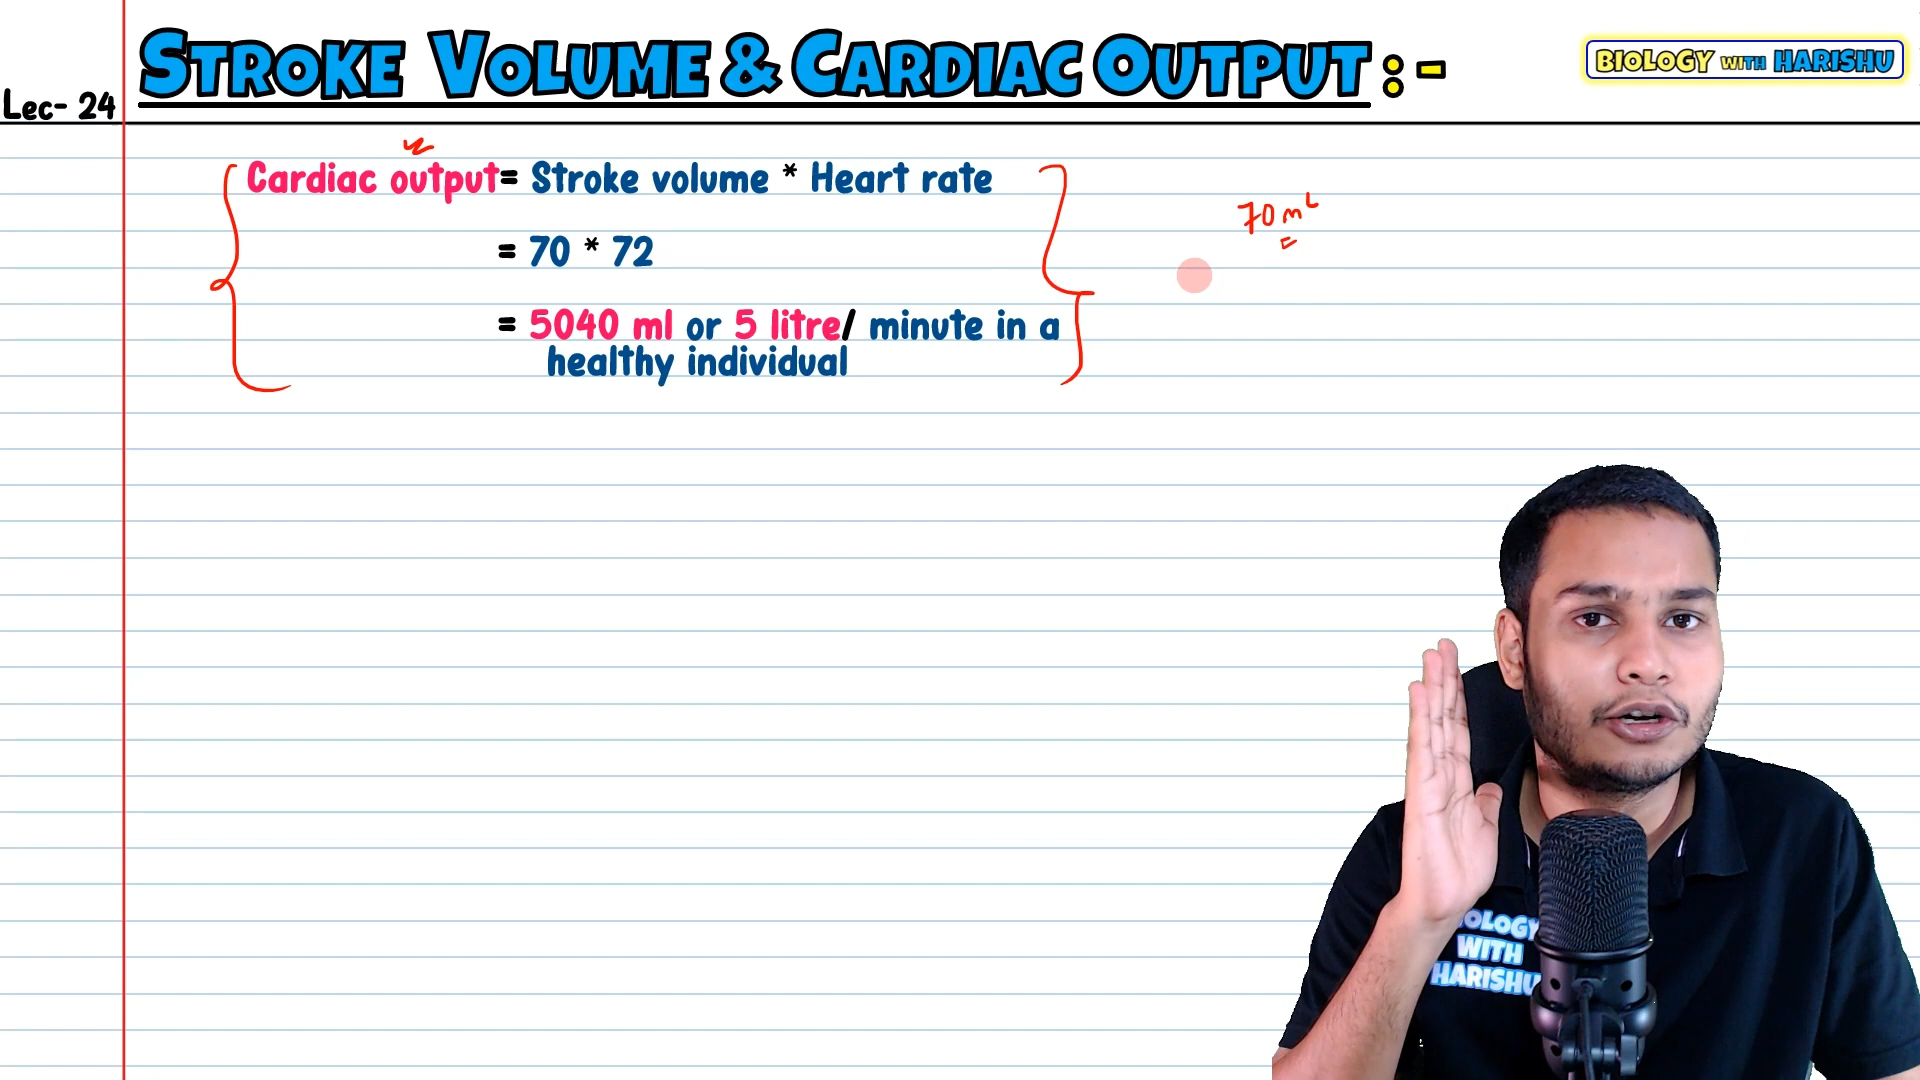 STROKE VOLUME & CARDIAC OUTPUT :-
BIOLOGY WITH HARISHU
Lec- 24
Cardiac output= Stroke volume * Heart rate
70 mL
= 70 * 72
= 5040 ml or 5 litre/ minute in a
healthy individual
BIOLOGY
WITH
HARISHU